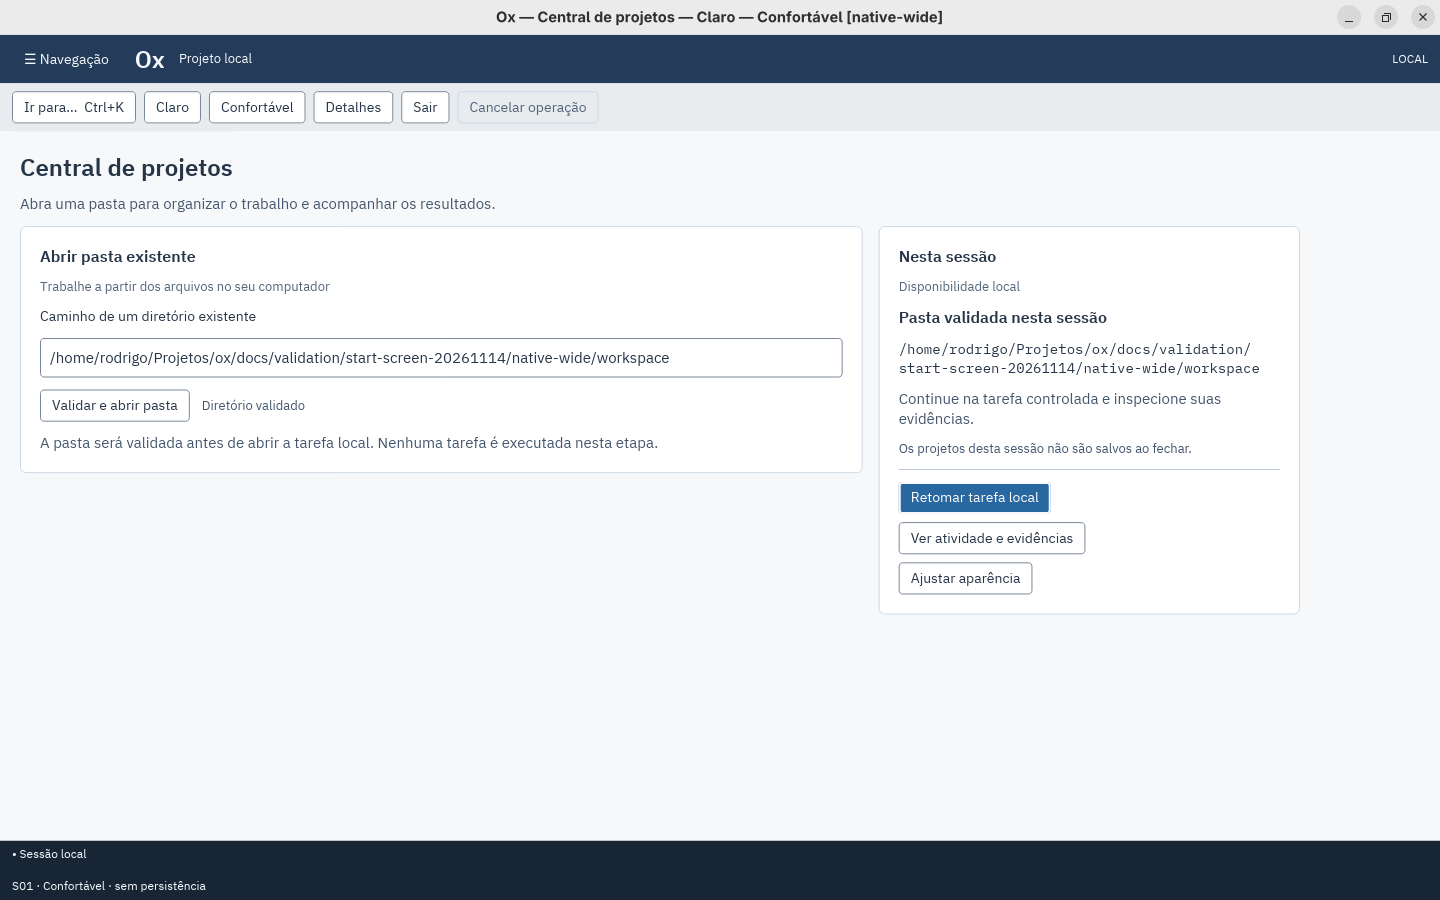 Ox — Central de projetos — Claro — Confortável [native-wide]
☰ Navegação
Ox
Projeto local
LOCAL
Ir para... Ctrl+K
Claro
Confortável
Detalhes
Sair
Cancelar operação
Central de projetos
Abra uma pasta para organizar o trabalho e acompanhar os resultados.
Abrir pasta existente
Trabalhe a partir dos arquivos no seu computador
Caminho de um diretório existente
/home/rodrigo/Projetos/ox/docs/validation/start-screen-20261114/native-wide/workspace
Validar e abrir pasta
Diretório validado
A pasta será validada antes de abrir a tarefa local. Nenhuma tarefa é executada nesta etapa.
Nesta sessão
Disponibilidade local
Pasta validada nesta sessão
/home/rodrigo/Projetos/ox/docs/validation/
start-screen-20261114/native-wide/workspace
Continue na tarefa controlada e inspecione suas
evidências.
Os projetos desta sessão não são salvos ao fechar.
Retomar tarefa local
Ver atividade e evidências
Ajustar aparência
• Sessão local
S01 · Confortável · sem persistência